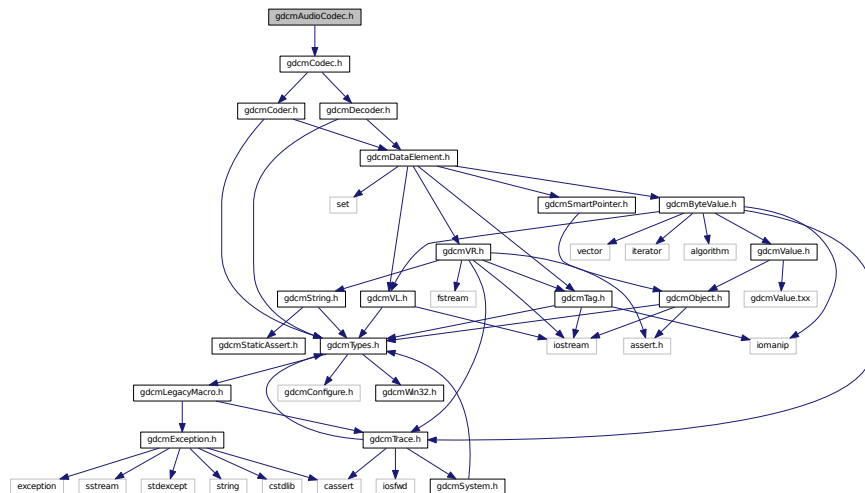 gdcmAudioCodec.h
gdcmCodec.h
gdcmCoder.h gdcmDecoder.h
gdcmDataElement.h
set gdcmSmartPointer.h gdcmByteValue.h
gdcmVR.h vector iterator algorithm gdcmValue.h
gdcmString.h gdcmVL.h fstream gdcmTag.h gdcmObject.h gdcmValue.txx
gdcmStaticAssert.h gdcmTypes.h iostream assert.h iomanip
gdcmLegacyMacro.h gdcmConfigure.h gdcmWin32.h
gdcmException.h gdcmTrace.h
exception sstream stdexcept string cstdlib cassert iosfwd gdcmSystem.h